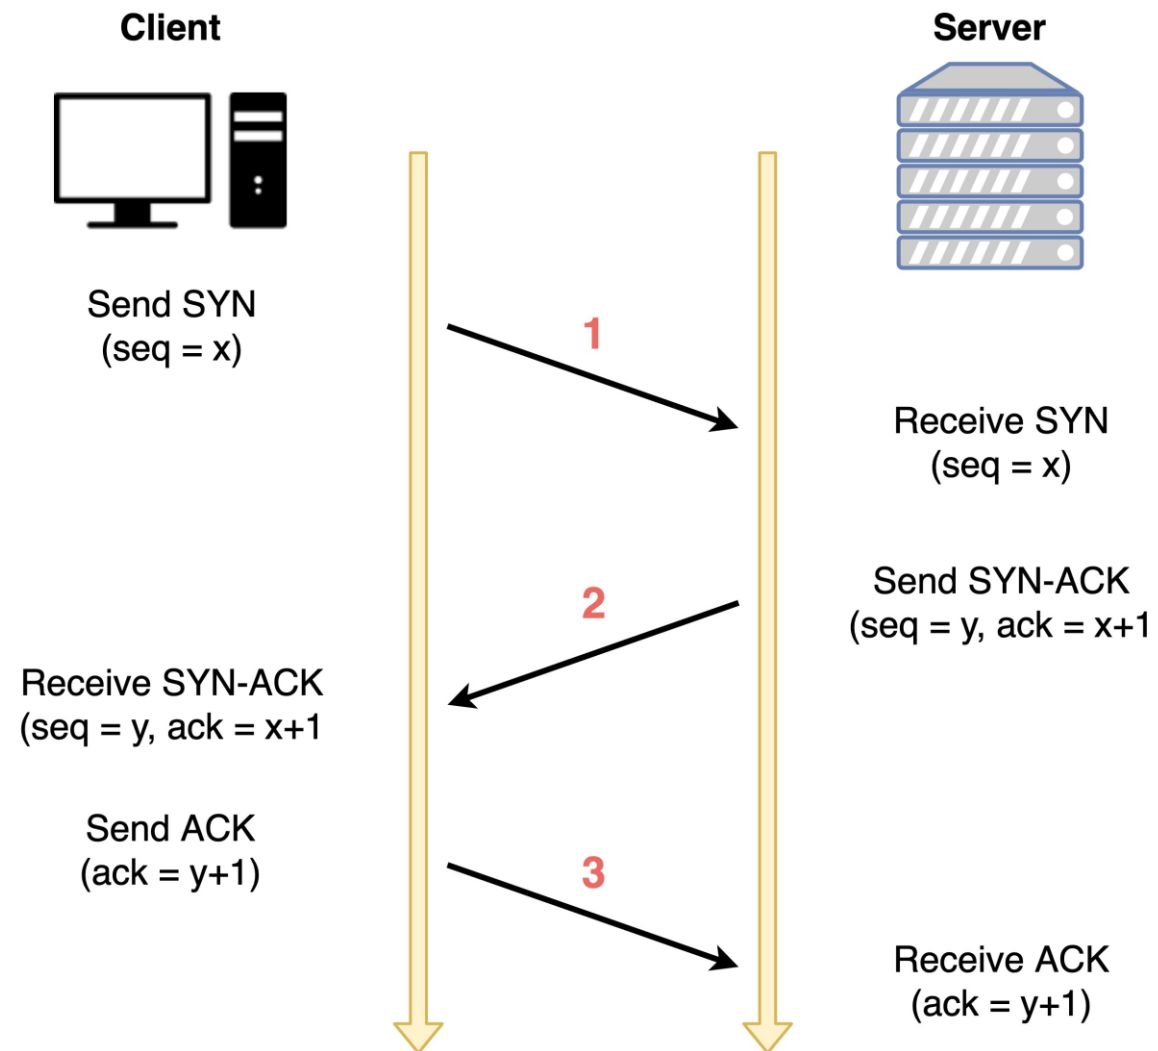 Client
Server
Send SYN
(seq = x)
1
Receive SYN
(seq = x)
Send SYN-ACK
(seq = y, ack = x+1
2
Receive SYN-ACK
(seq = y, ack = x+1
Send ACK
(ack = y+1)
3
Receive ACK
(ack = y+1)